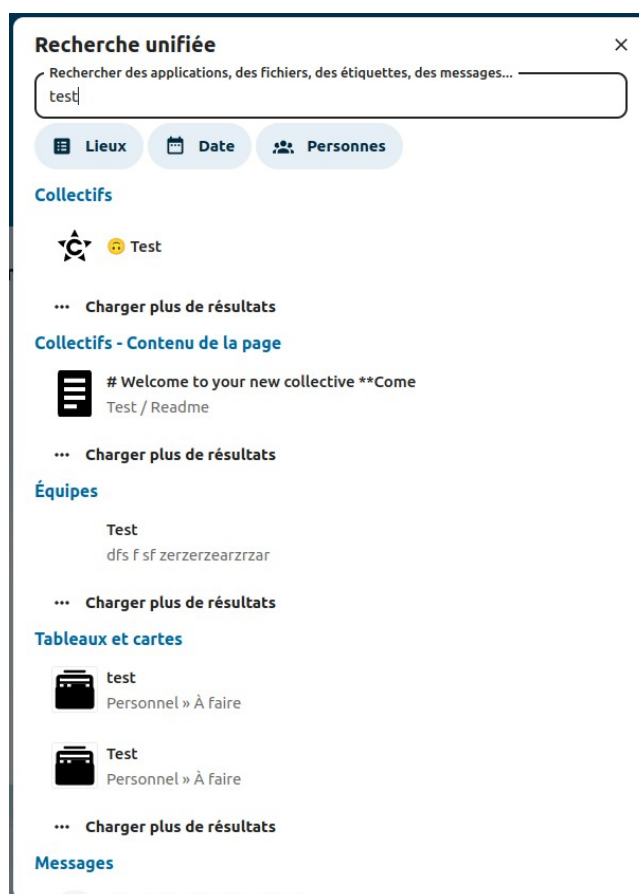 Recherche unifiée
Rechercher des applications, des fichiers, des étiquettes, des messages...
test
Lieux
Date
Personnes
Collectifs
🙃 Test
Charger plus de résultats
Collectifs - Contenu de la page
# Welcome to your new collective **Come
Test / Readme
Charger plus de résultats
Équipes
Test
dfs f sf zerzerzearzrzar
Charger plus de résultats
Tableaux et cartes
test
Personnel » À faire
Test
Personnel » À faire
Charger plus de résultats
Messages